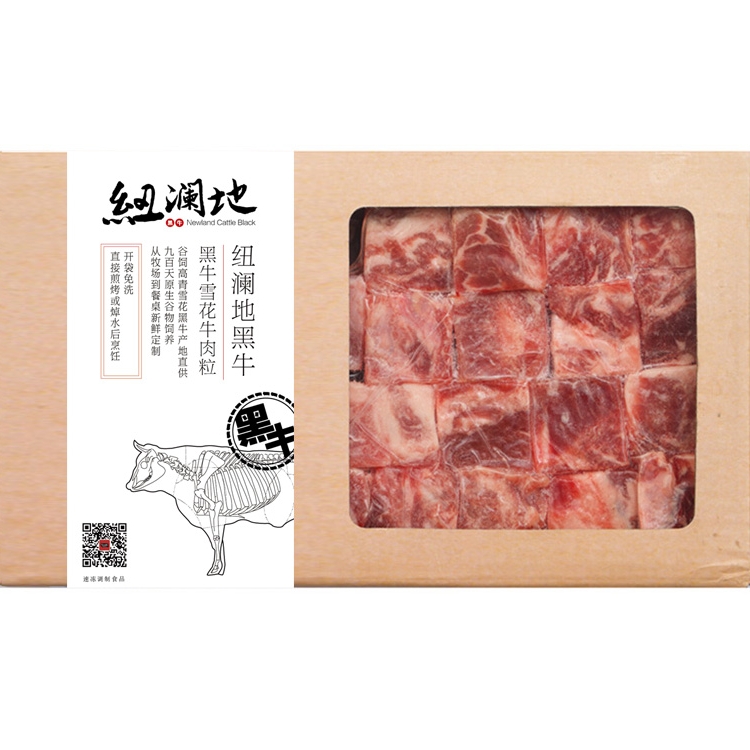 紐澜地
黑牛 Newland Cattle Black
纽澜地黑牛
黑牛雪花牛肉粒
谷饲高青雪花黑牛产地直供
九百天原生谷物饲养
从牧场到餐桌新鲜定制
开袋免洗
直接煎烤或焯水后烹饪
黑牛
速冻调制食品